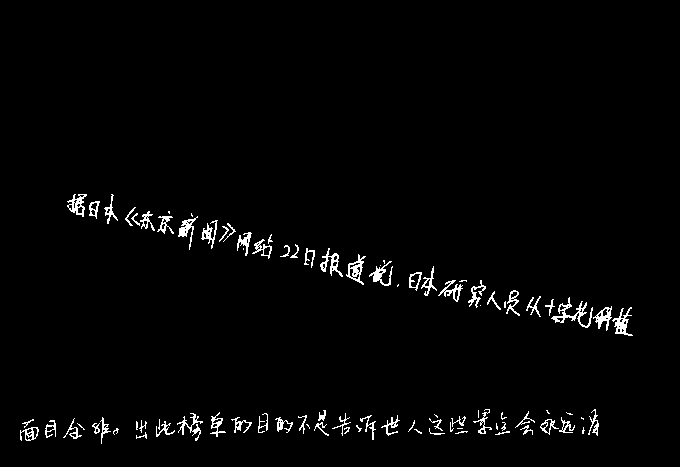 据日本《东京新闻》网站22日报道说,日本研究人员从十字花科植
面目全非。出此榜单的目的不是告诉世人这些景点会永远消